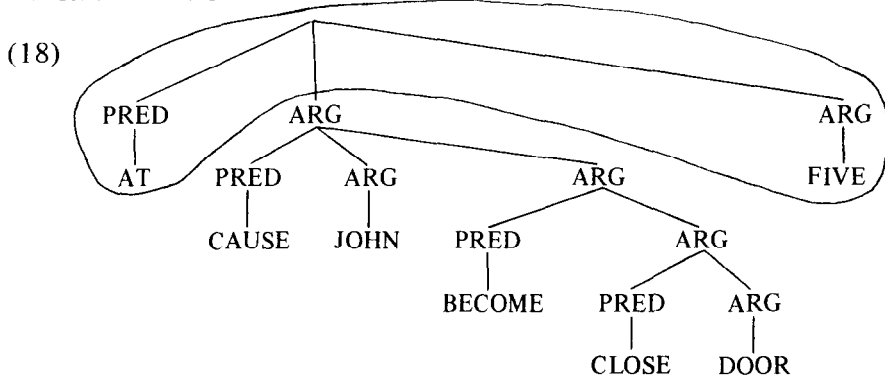 (18)
PRED ARG ARG
AT PRED ARG ARG FIVE
CAUSE JOHN PRED ARG
BECOME PRED ARG
CLOSE DOOR